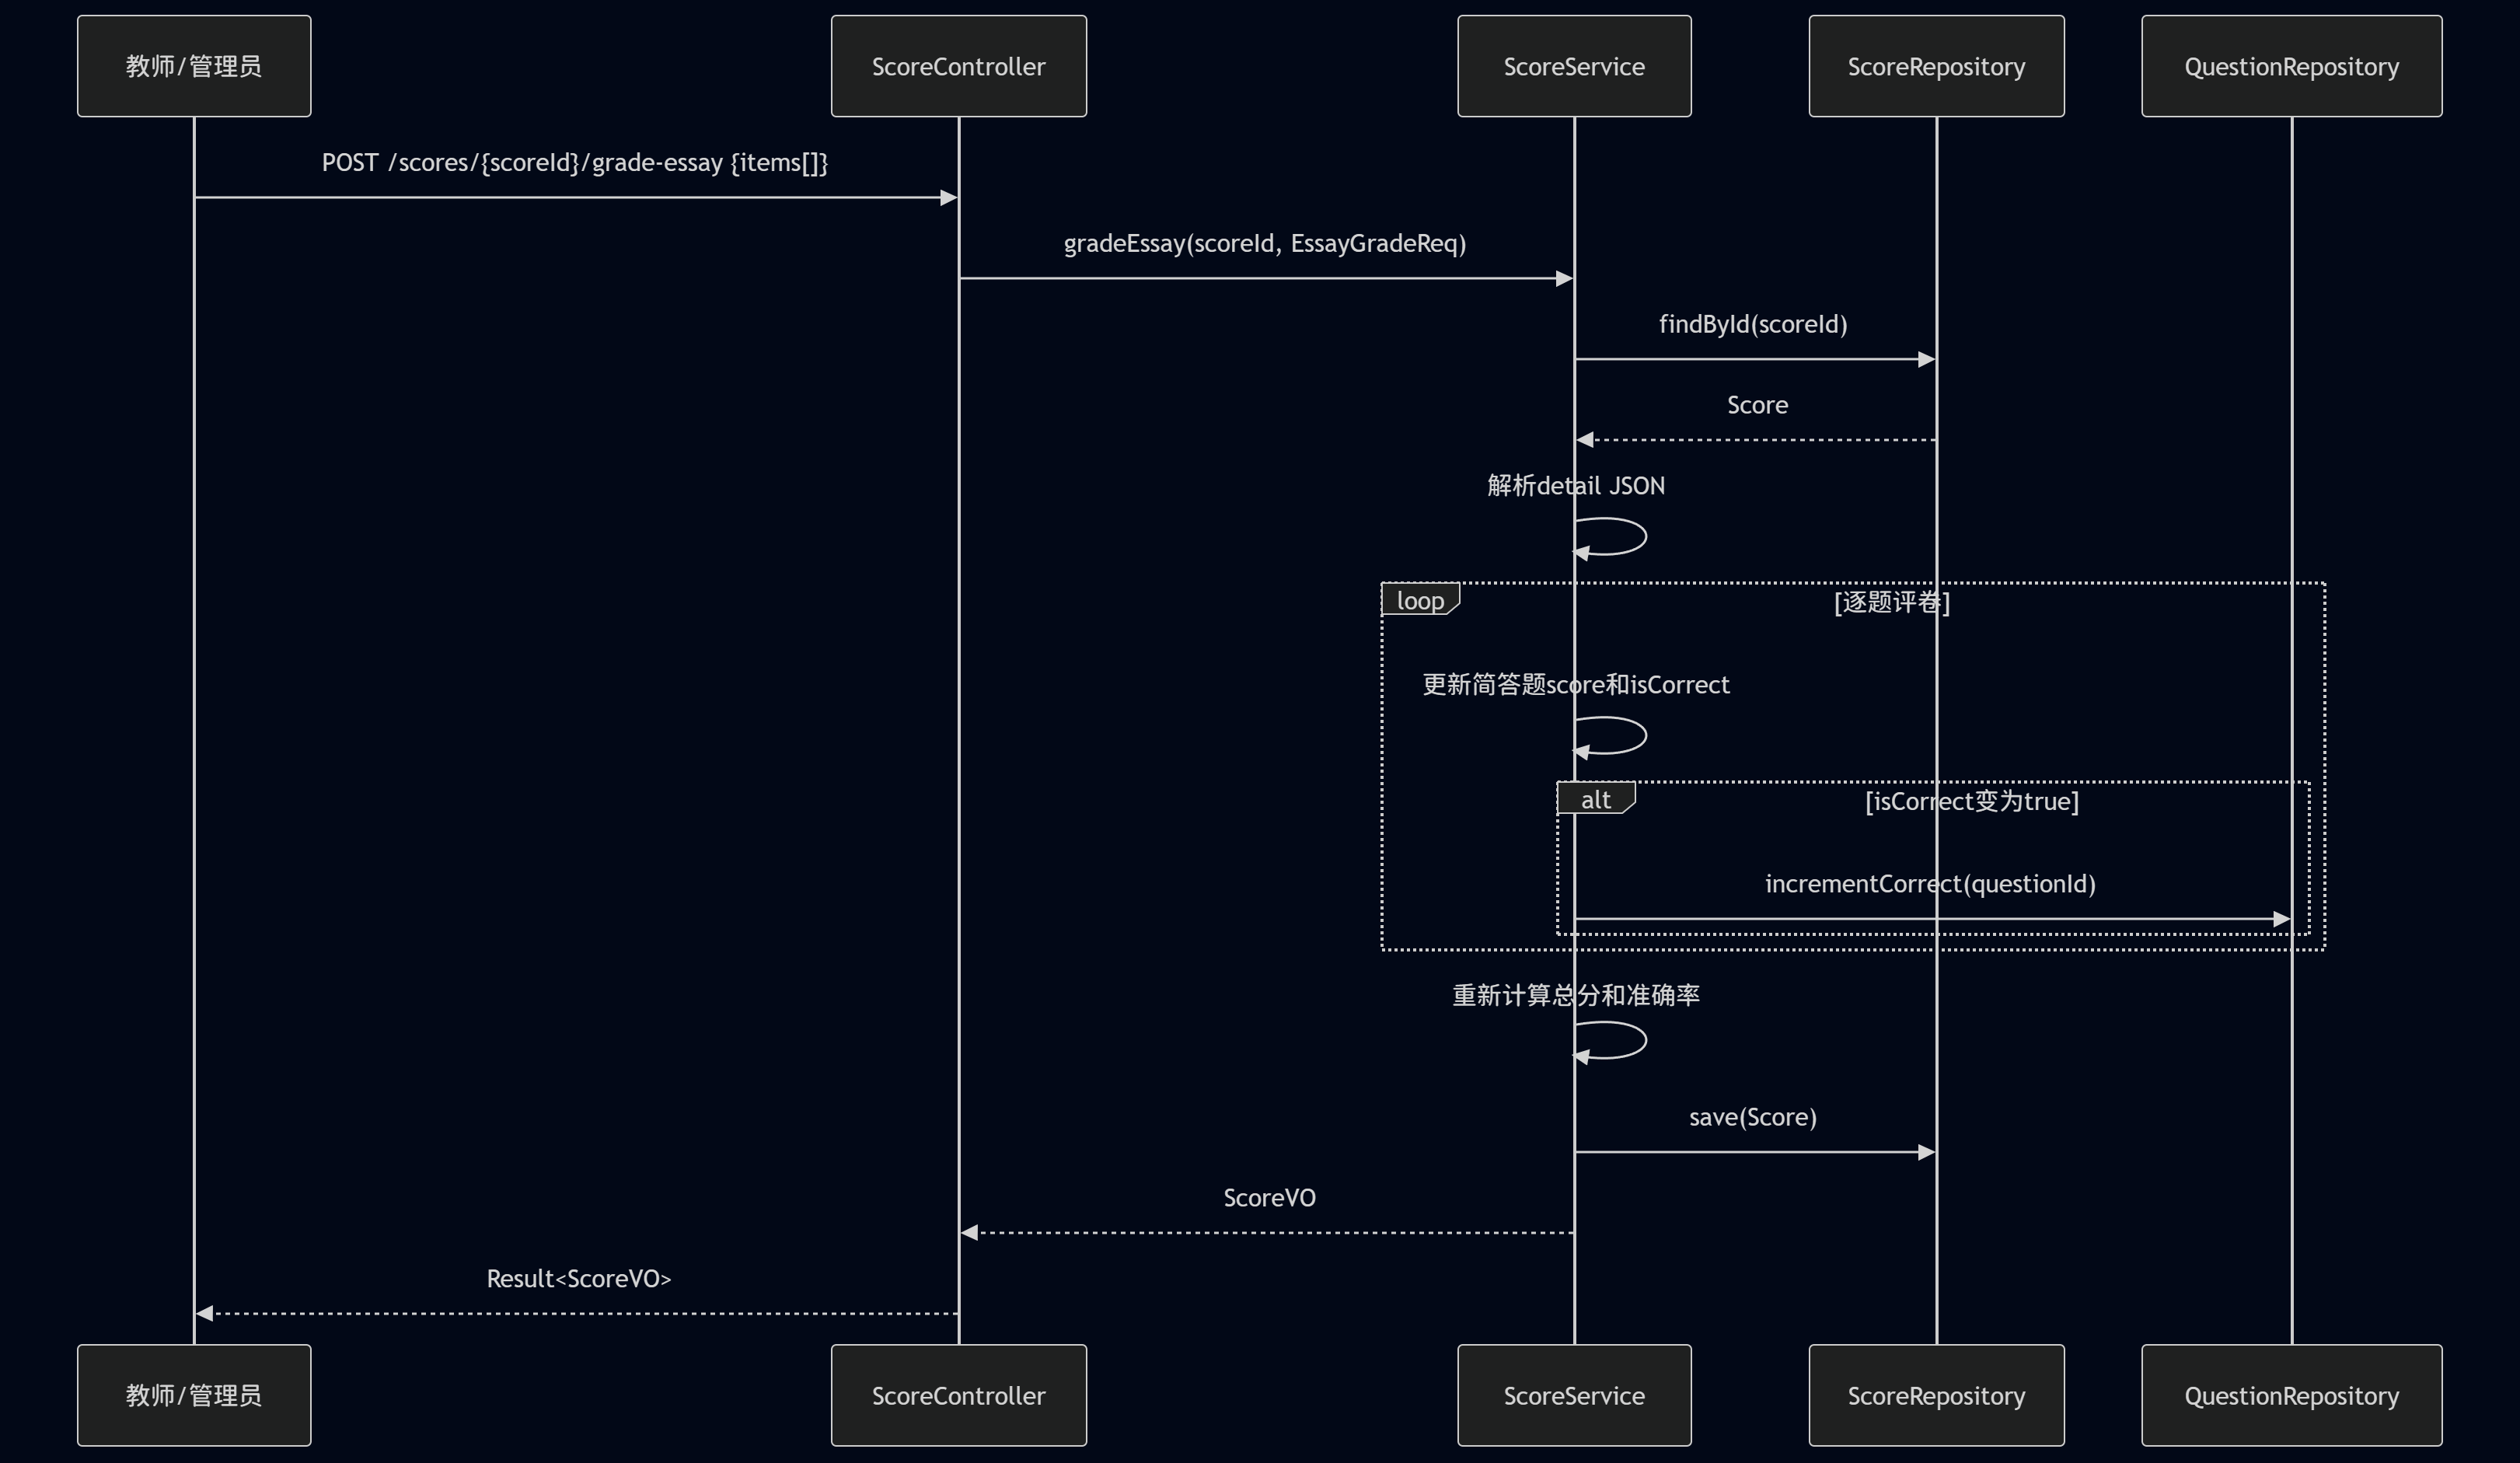 教师/管理员
ScoreController
ScoreService
ScoreRepository
QuestionRepository
POST /scores/{scoreId}/grade-essay {items[]}
gradeEssay(scoreId, EssayGradeReq)
findById(scoreId)
Score
解析detail JSON
loop
[逐题评卷]
更新简答题score和isCorrect
alt
[isCorrect变为true]
incrementCorrect(questionId)
重新计算总分和准确率
save(Score)
ScoreVO
Result<ScoreVO>
教师/管理员
ScoreController
ScoreService
ScoreRepository
QuestionRepository